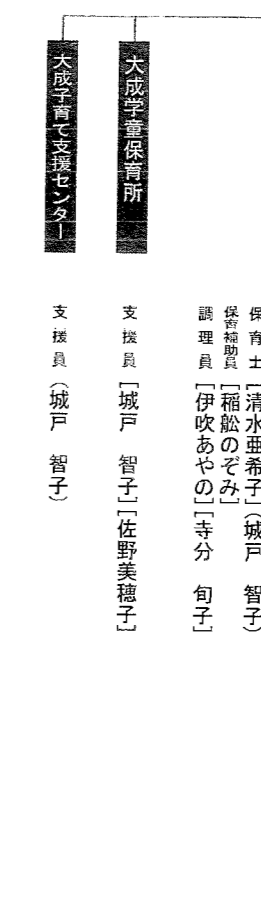 保育士 [清水亜希子](城戸 智子)
保育補助員 [稲舩のぞみ]
調理員 [伊吹あやの][寺分 旬子]
大成学童保育所
支援員 [城戸 智子][佐野美穂子]
大成子育て支援センター
支援員 (城戸 智子)